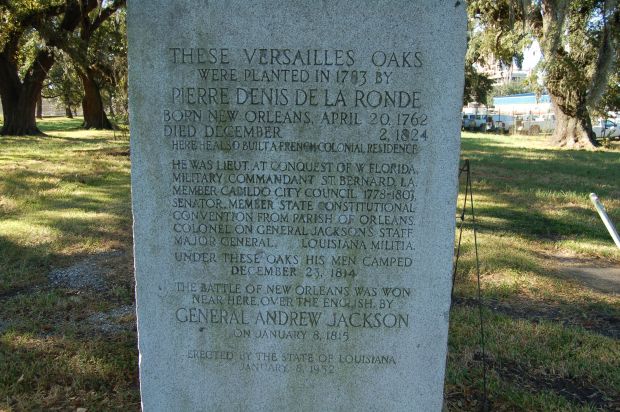 THESE VERSAILLES OAKS
WERE PLANTED IN 1783 BY
PIERRE DENIS DE LA RONDE
BORN NEW ORLEANS, APRIL 20, 1762
DIED DECEMBER 2, 1824
HERE HE ALSO BUILT A FRENCH COLONIAL RESIDENCE
HE WAS LIEUT. AT CONQUEST OF W. FLORIDA,
MILITARY COMMANDANT ST. BERNARD, LA.
MEMBER CABILDO CITY COUNCIL 1778-1803,
SENATOR, MEMBER STATE CONSTITUTIONAL
CONVENTION FROM PARISH OF ORLEANS,
COLONEL ON GENERAL JACKSON'S STAFF
MAJOR GENERAL, LOUISIANA MILITIA.
UNDER THESE OAKS HIS MEN CAMPED
DECEMBER 23, 1814
THE BATTLE OF NEW ORLEANS WAS WON
NEAR HERE, OVER THE ENGLISH, BY
GENERAL ANDREW JACKSON
ON JANUARY 8, 1815
ERECTED BY THE STATE OF LOUISIANA
JANUARY 8, 1932